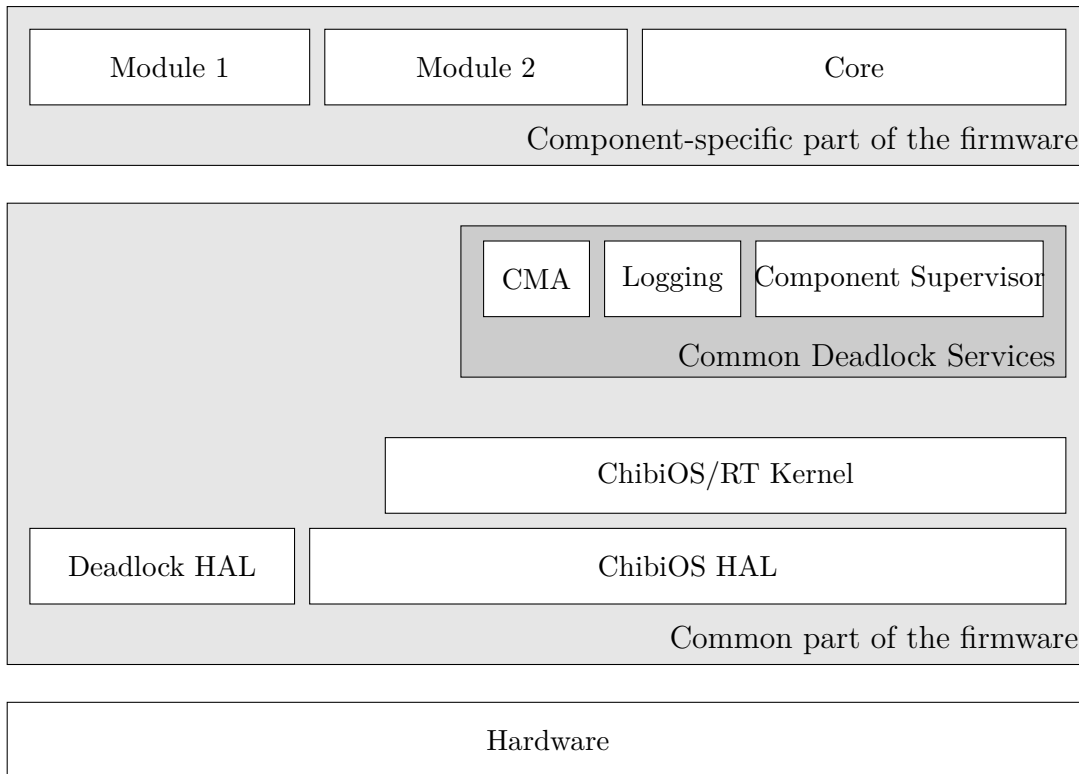 Module 1
Module 2
Core
Component-specific part of the firmware
CMA
Logging
Component Supervisor
Common Deadlock Services
ChibiOS/RT Kernel
Deadlock HAL
ChibiOS HAL
Common part of the firmware
Hardware